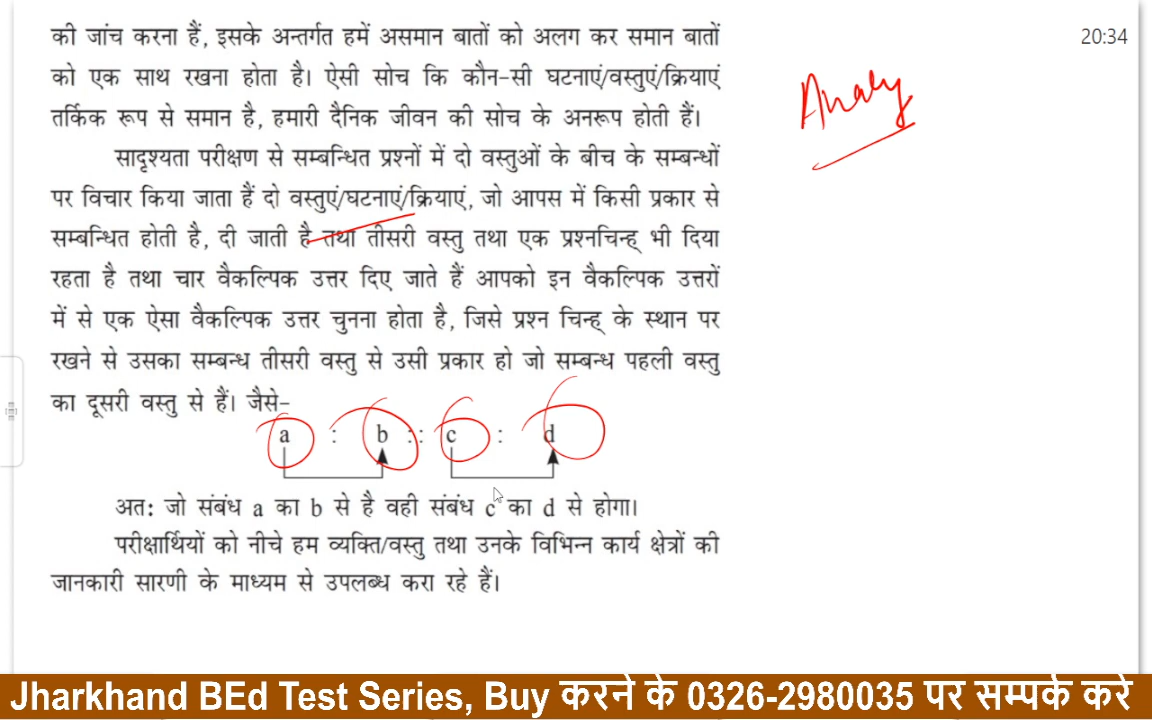 की जांच करना हैं, इसके अन्तर्गत हमें असमान बातों को अलग कर समान बातों
20:34
को एक साथ रखना होता है। ऐसी सोच कि कौन-सी घटनाएं/वस्तुएं/क्रियाएं
तर्किक रूप से समान है, हमारी दैनिक जीवन की सोच के अनरूप होती हैं।
Analy
सादृश्यता परीक्षण से सम्बन्धित प्रश्नों में दो वस्तुओं के बीच के सम्बन्धों
पर विचार किया जाता हैं दो वस्तुएं/घटनाएं/क्रियाएं, जो आपस में किसी प्रकार से
सम्बन्धित होती है, दी जाती है तथा तीसरी वस्तु तथा एक प्रश्नचिन्ह् भी दिया
रहता है तथा चार वैकल्पिक उत्तर दिए जाते हैं आपको इन वैकल्पिक उत्तरों
में से एक ऐसा वैकल्पिक उत्तर चुनना होता है, जिसे प्रश्न चिन्ह् के स्थान पर
रखने से उसका सम्बन्ध तीसरी वस्तु से उसी प्रकार हो जो सम्बन्ध पहली वस्तु
का दूसरी वस्तु से हैं। जैसे-
a : b :: c : d
अत: जो संबंध a का b से है वही संबंध c का d से होगा।
परीक्षार्थियों को नीचे हम व्यक्ति/वस्तु तथा उनके विभिन्न कार्य क्षेत्रों की
जानकारी सारणी के माध्यम से उपलब्ध करा रहे हैं।
Jharkhand BEd Test Series, Buy करने के 0326-2980035 पर सम्पर्क करे